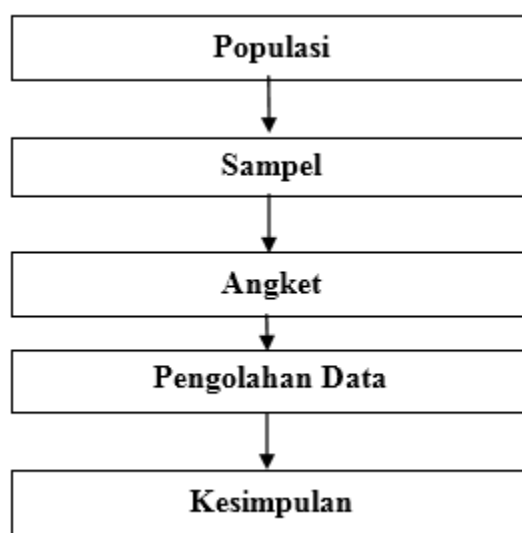 Populasi
Sampel
Angket
Pengolahan Data
Kesimpulan